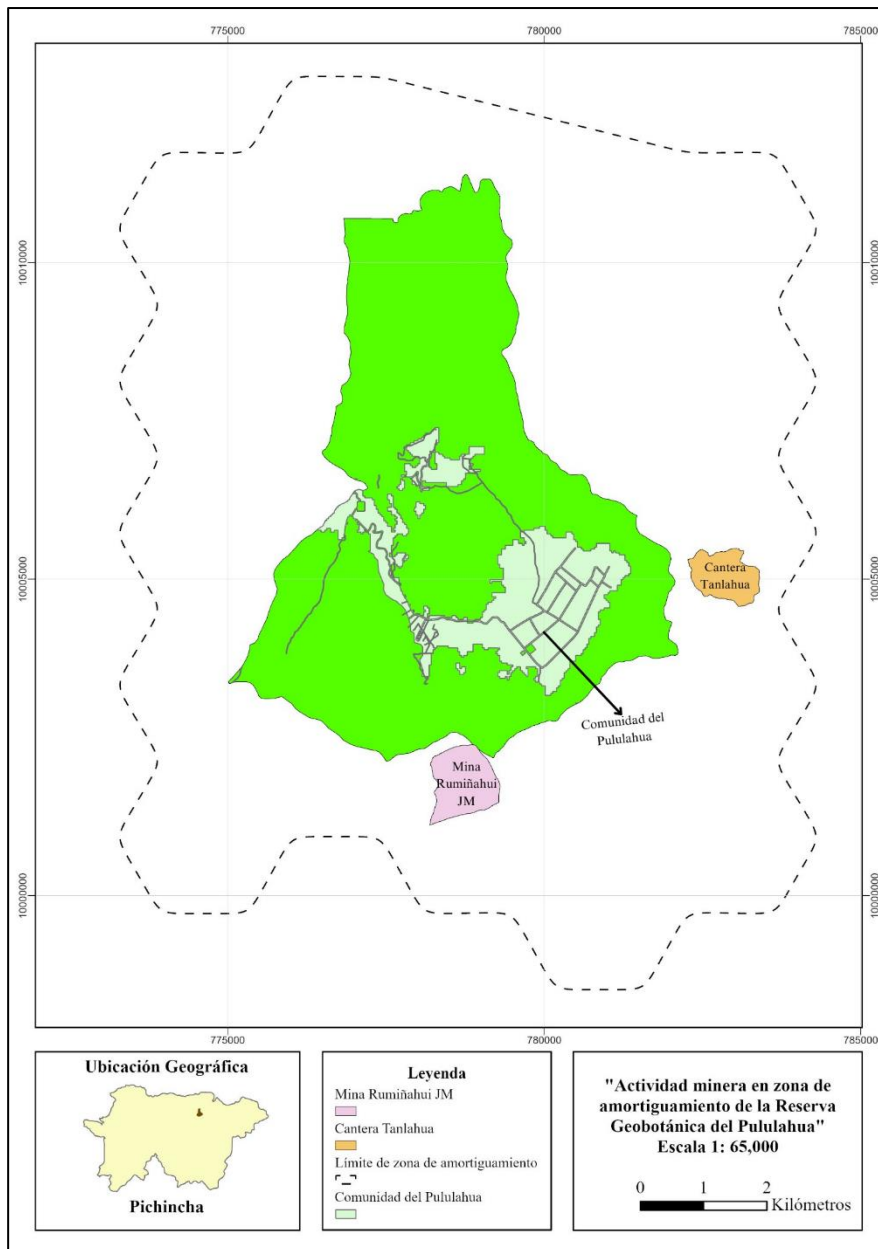 775000
780000
785000
10010000
10010000
10005000
10005000
Cantera
Tanlahua
Comunidad del
Pululahua
Mina
Rumiñahui
JM
10000000
10000000
775000
780000
785000
Ubicación Geográfica
Pichincha
Leyenda
Mina Rumiñahui JM
Cantera Tanlahua
Límite de zona de amortiguamiento
Comunidad del Pululahua
"Actividad minera en zona de
amortiguamiento de la Reserva
Geobotánica del Pululahua"
Escala 1: 65,000
0 1 2
Kilómetros